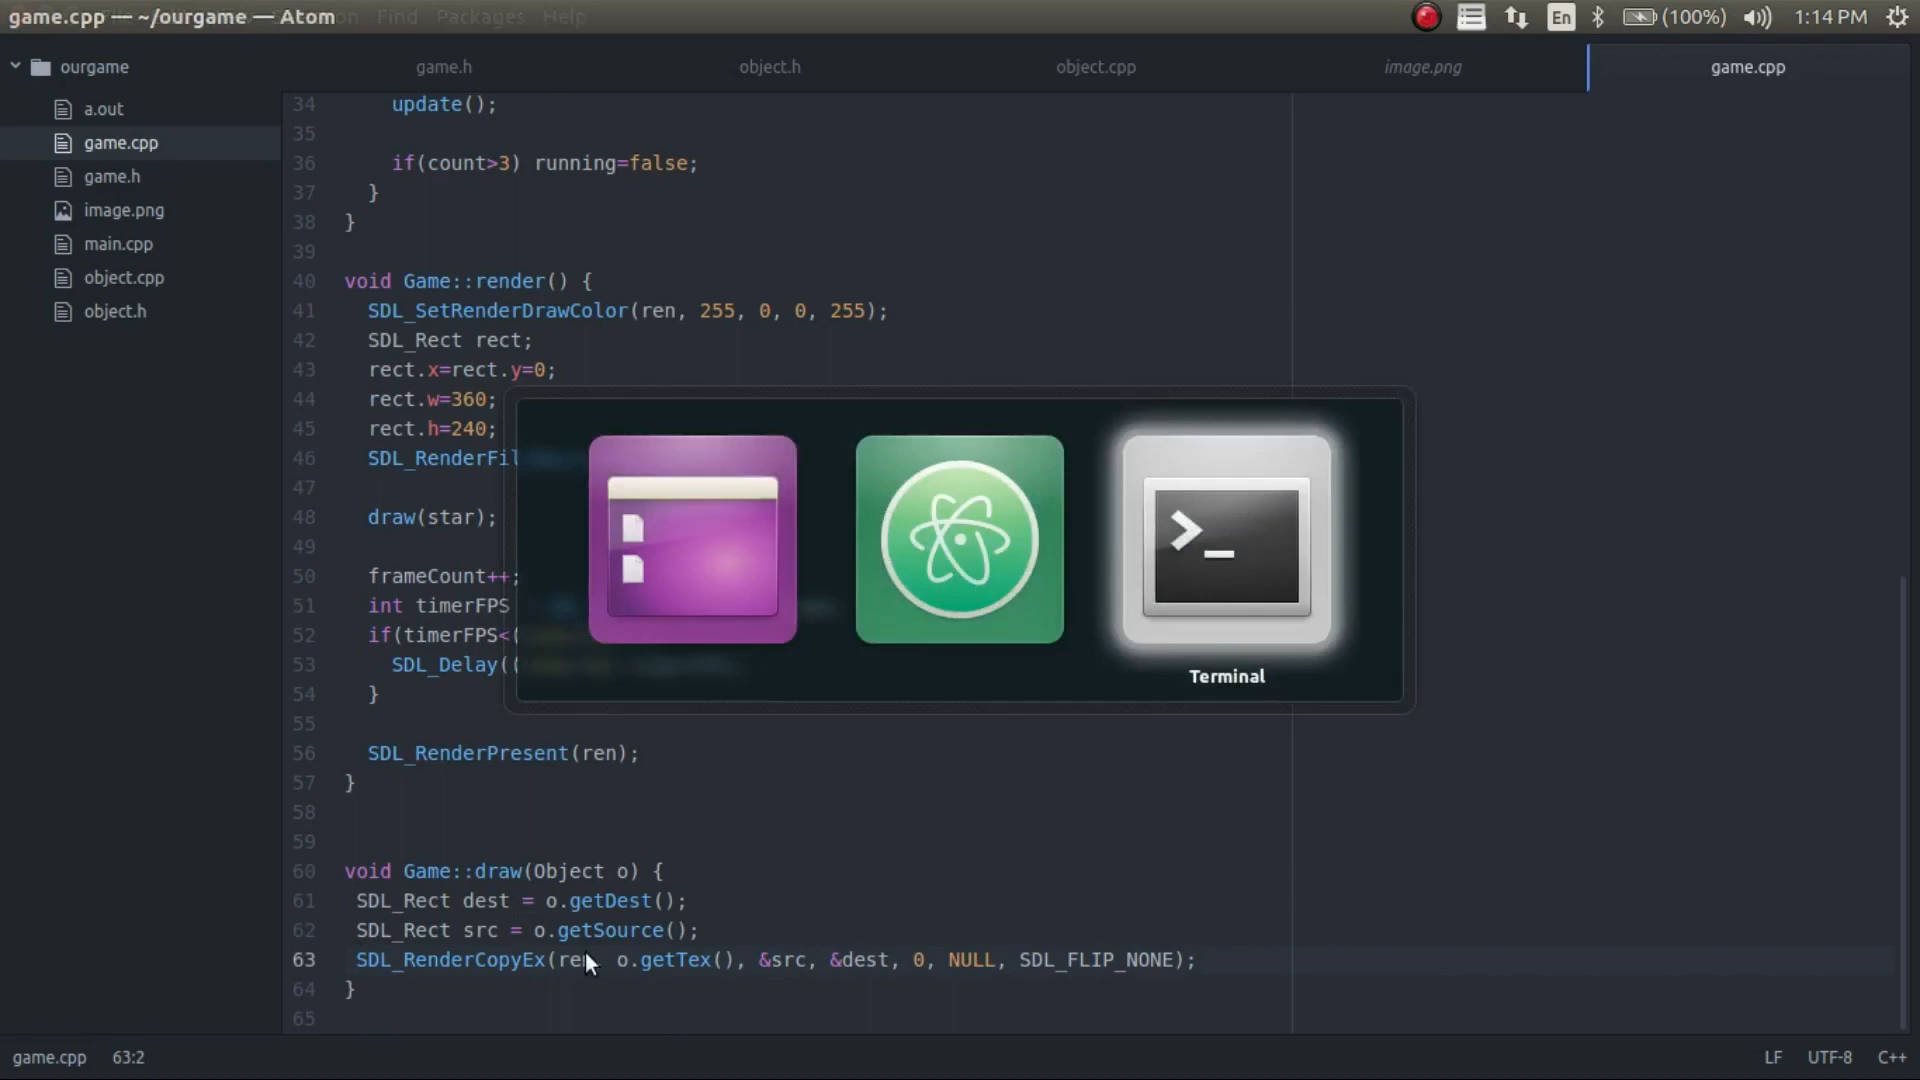 game.cpp — ~/ourgame — Atom Find Packages Help
En (100%) 1:14 PM
ourgame
a.out
game.cpp
game.h
image.png
main.cpp
object.cpp
object.h
game.h object.h object.cpp image.png game.cpp
34 update();
35
36 if(count>3) running=false;
37 }
38 }
39
40 void Game::render() {
41 SDL_SetRenderDrawColor(ren, 255, 0, 0, 255);
42 SDL_Rect rect;
43 rect.x=rect.y=0;
44 rect.w=360;
45 rect.h=240;
46 SDL_RenderFil
47
48 draw(star);
49
50 frameCount++;
51 int timerFPS
52 if(timerFPS<(
53 SDL_Delay((
54 }
55
56 SDL_RenderPresent(ren);
57 }
58
59
60 void Game::draw(Object o) {
61 SDL_Rect dest = o.getDest();
62 SDL_Rect src = o.getSource();
63 SDL_RenderCopyEx(ren, o.getTex(), &src, &dest, 0, NULL, SDL_FLIP_NONE);
64 }
65
Terminal
game.cpp 63:2
LF UTF-8 C++